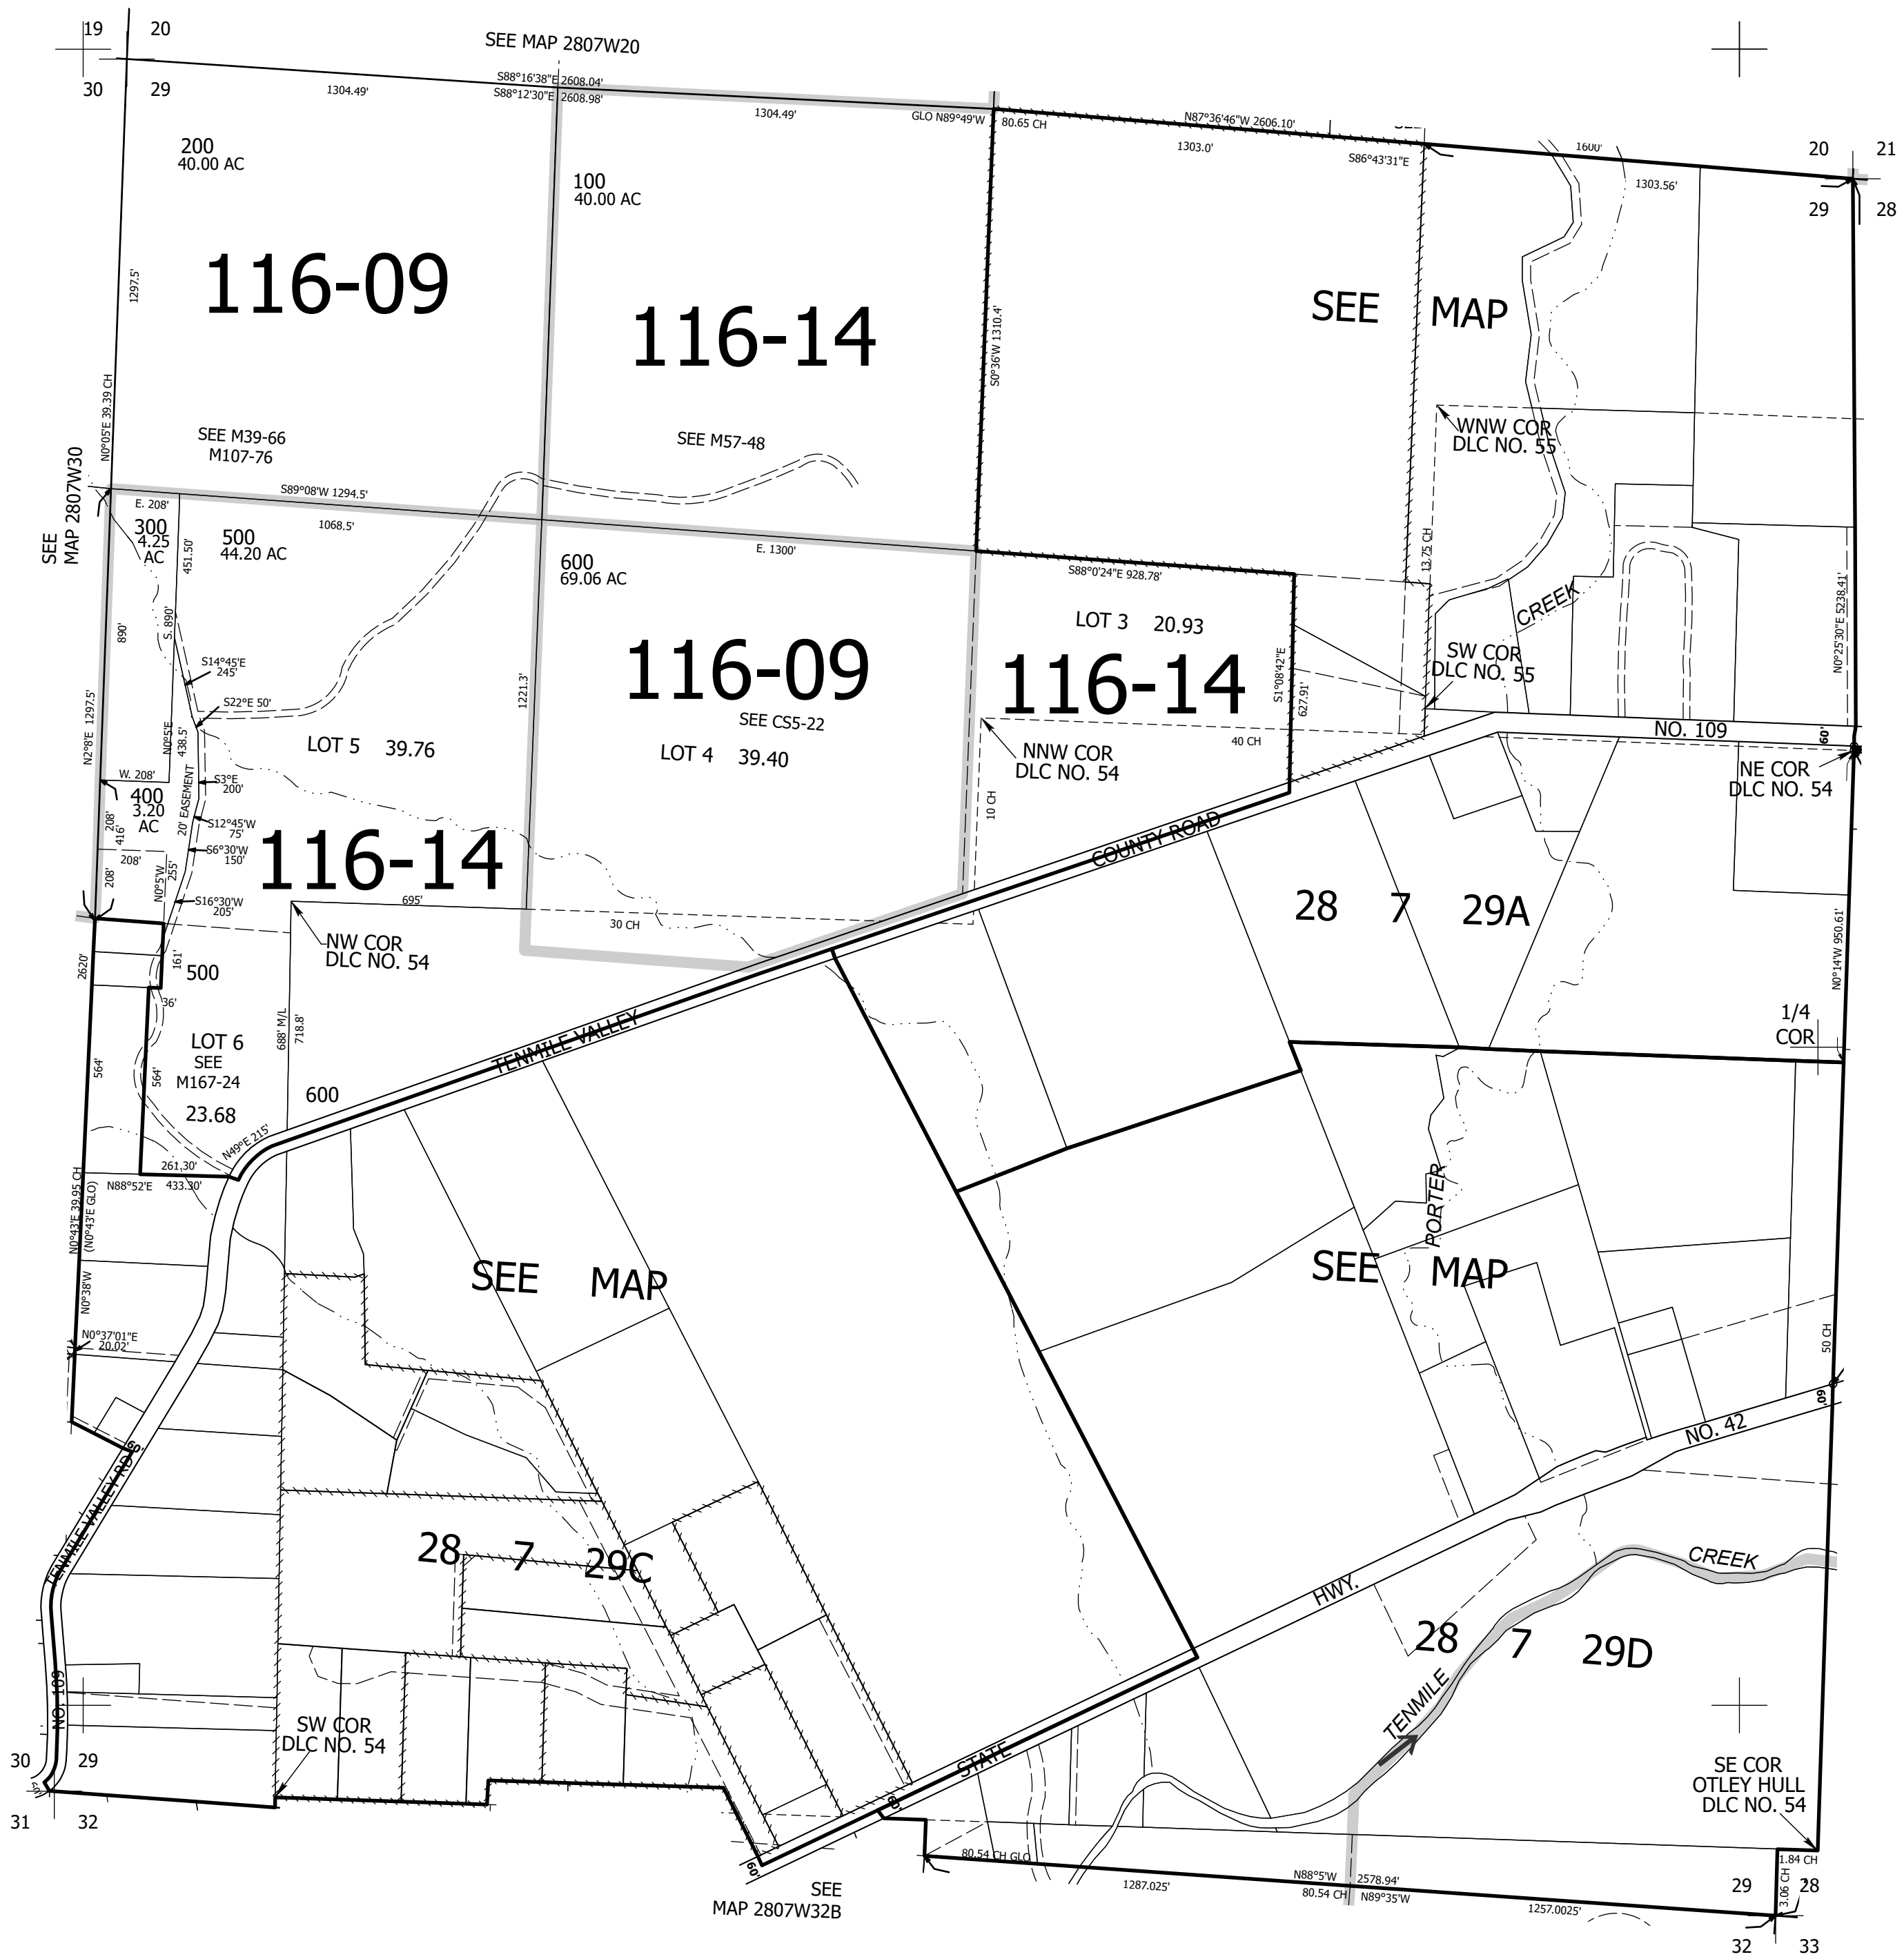 19 20
SEE MAP 2807W20
30 29
S88°16'38"E 2608.04'
S88°12'30"E 2608.98'
1304.49'
1304.49'
GLO N89°49'W
80.65 CH
N87°36'46"W 2606.10'
1303.0'
S86°43'31"E
1600'
1303.56'
20 21
29 28
200
40.00 AC
100
40.00 AC
116-09
116-14
1297.5'
S0°36'W 1310.4'
SEE MAP
N0°05'E 39.39 CH
SEE M39-66
M107-76
SEE M57-48
WNW COR
DLC NO. 55
SEE
MAP 2807W30
S89°08'W 1294.5'
E. 208'
300
4.25
AC
451.50'
500
44.20 AC
1068.5'
E. 1300'
600
69.06 AC
S88°0'24"E 928.78'
13.75 CH
CREEK
N0°25'30"E 5238.41'
890'
S. 890'
LOT 3 20.93
116-09
116-14
S14°45'E
245'
S22°E 50'
1221.3'
S1°08'42"E
627.91'
SW COR
DLC NO. 55
N2°8'E 1297.5'
N0°5'E
438.5'
LOT 5 39.76
SEE CS5-22
LOT 4 39.40
NNW COR
DLC NO. 54
40 CH
NO. 109
60'
NE COR
DLC NO. 54
W. 208'
400
3.20
AC
208'
416'
20' EASEMENT
S3°E
200'
S12°45'W
75'
S6°30'W
150'
208'
208'
N0°5'W
255'
S16°30'W
205'
116-14
10 CH
COUNTY ROAD
695'
30 CH
28 7 29A
NW COR
DLC NO. 54
2620'
161'
500
36'
N0°14'W 950.61'
1/4
COR
688' M/L
718.8'
LOT 6
SEE
M167-24
23.68
564'
564'
600
TENMILE VALLEY
N49°E 215'
261.30'
N88°52'E 433.30'
N0°43'E 39.95 CH
(N0°43'E GLO)
PORTER
SEE MAP
SEE MAP
N0°38'W
N0°37'01"E
20.02'
50 CH
60'
NO. 42
60'
TENMILE VALLEY RD
28 7 29C
CREEK
HWY.
28 7 29D
TENMILE
NO. 109
SW COR
DLC NO. 54
STATE
30 29
31 32
60'
60'
SE COR
OTLEY HULL
DLC NO. 54
80.54 CH GLO
1287.025'
N88°5'W 2578.94'
80.54 CH N89°35'W
1257.0025'
1.84 CH
3.06 CH
SEE
MAP 2807W32B
29 28
32 33